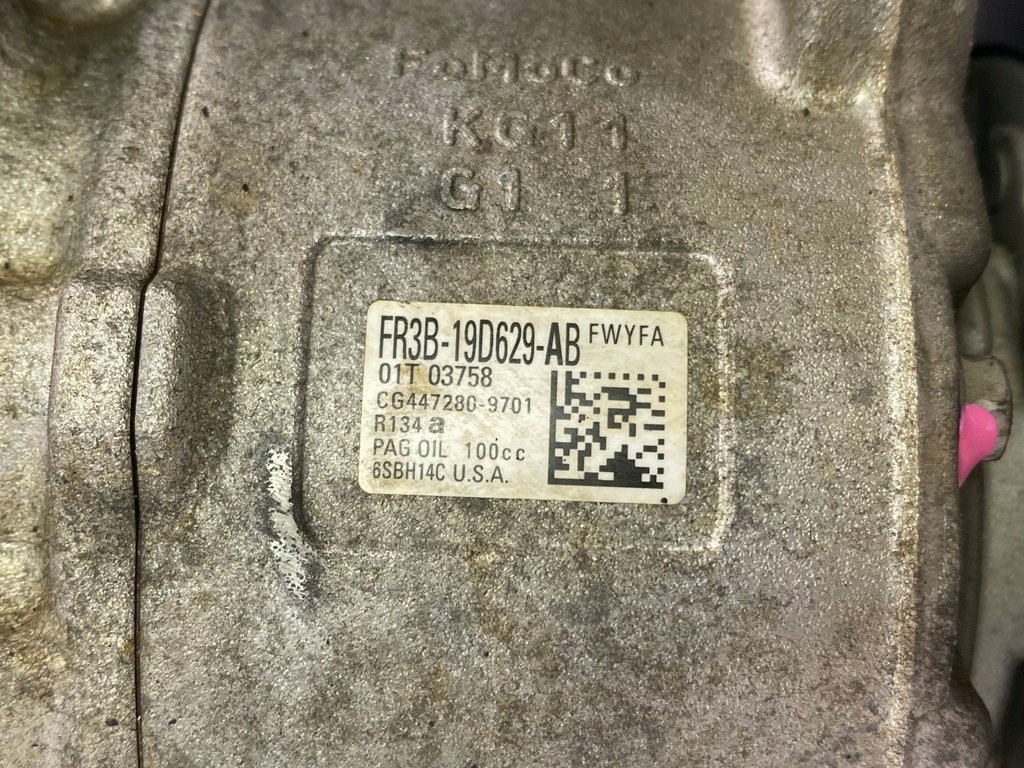 FoMoCo
KG11
G1 1
FR3B-19D629-AB FWYFA
01T 03758
CG447280-9701
R134a
PAG OIL 100cc
6SBH14C U.S.A.